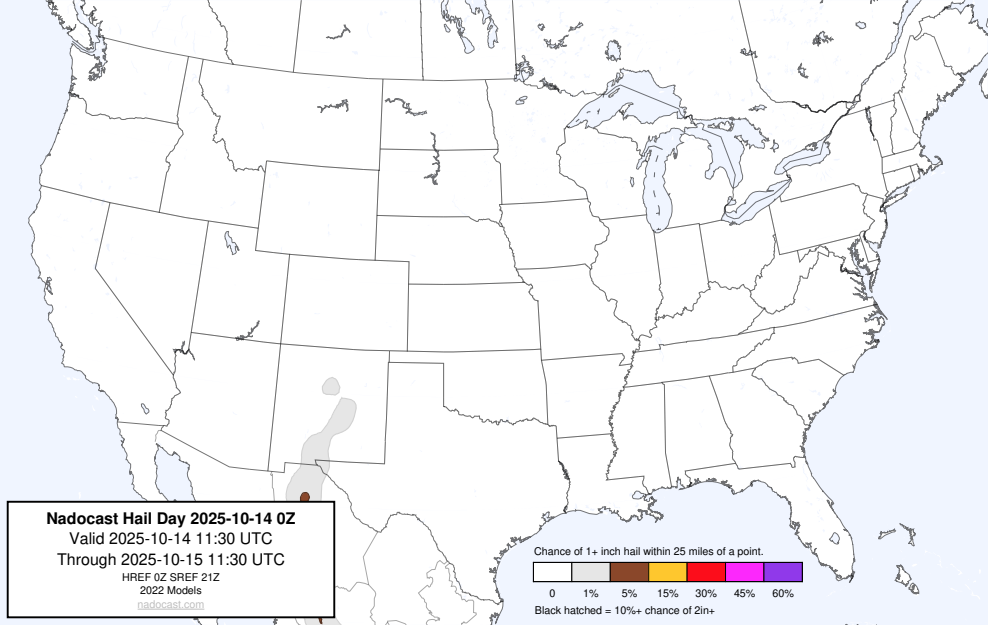 Nadocast Hail Day 2025-10-14 0Z
Valid 2025-10-14 11:30 UTC
Through 2025-10-15 11:30 UTC
HREF 0Z SREF 21Z
2022 Models
nadocast.com
Chance of 1+ inch hail within 25 miles of a point.
0 1% 5% 15% 30% 45% 60%
Black hatched = 10%+ chance of 2in+